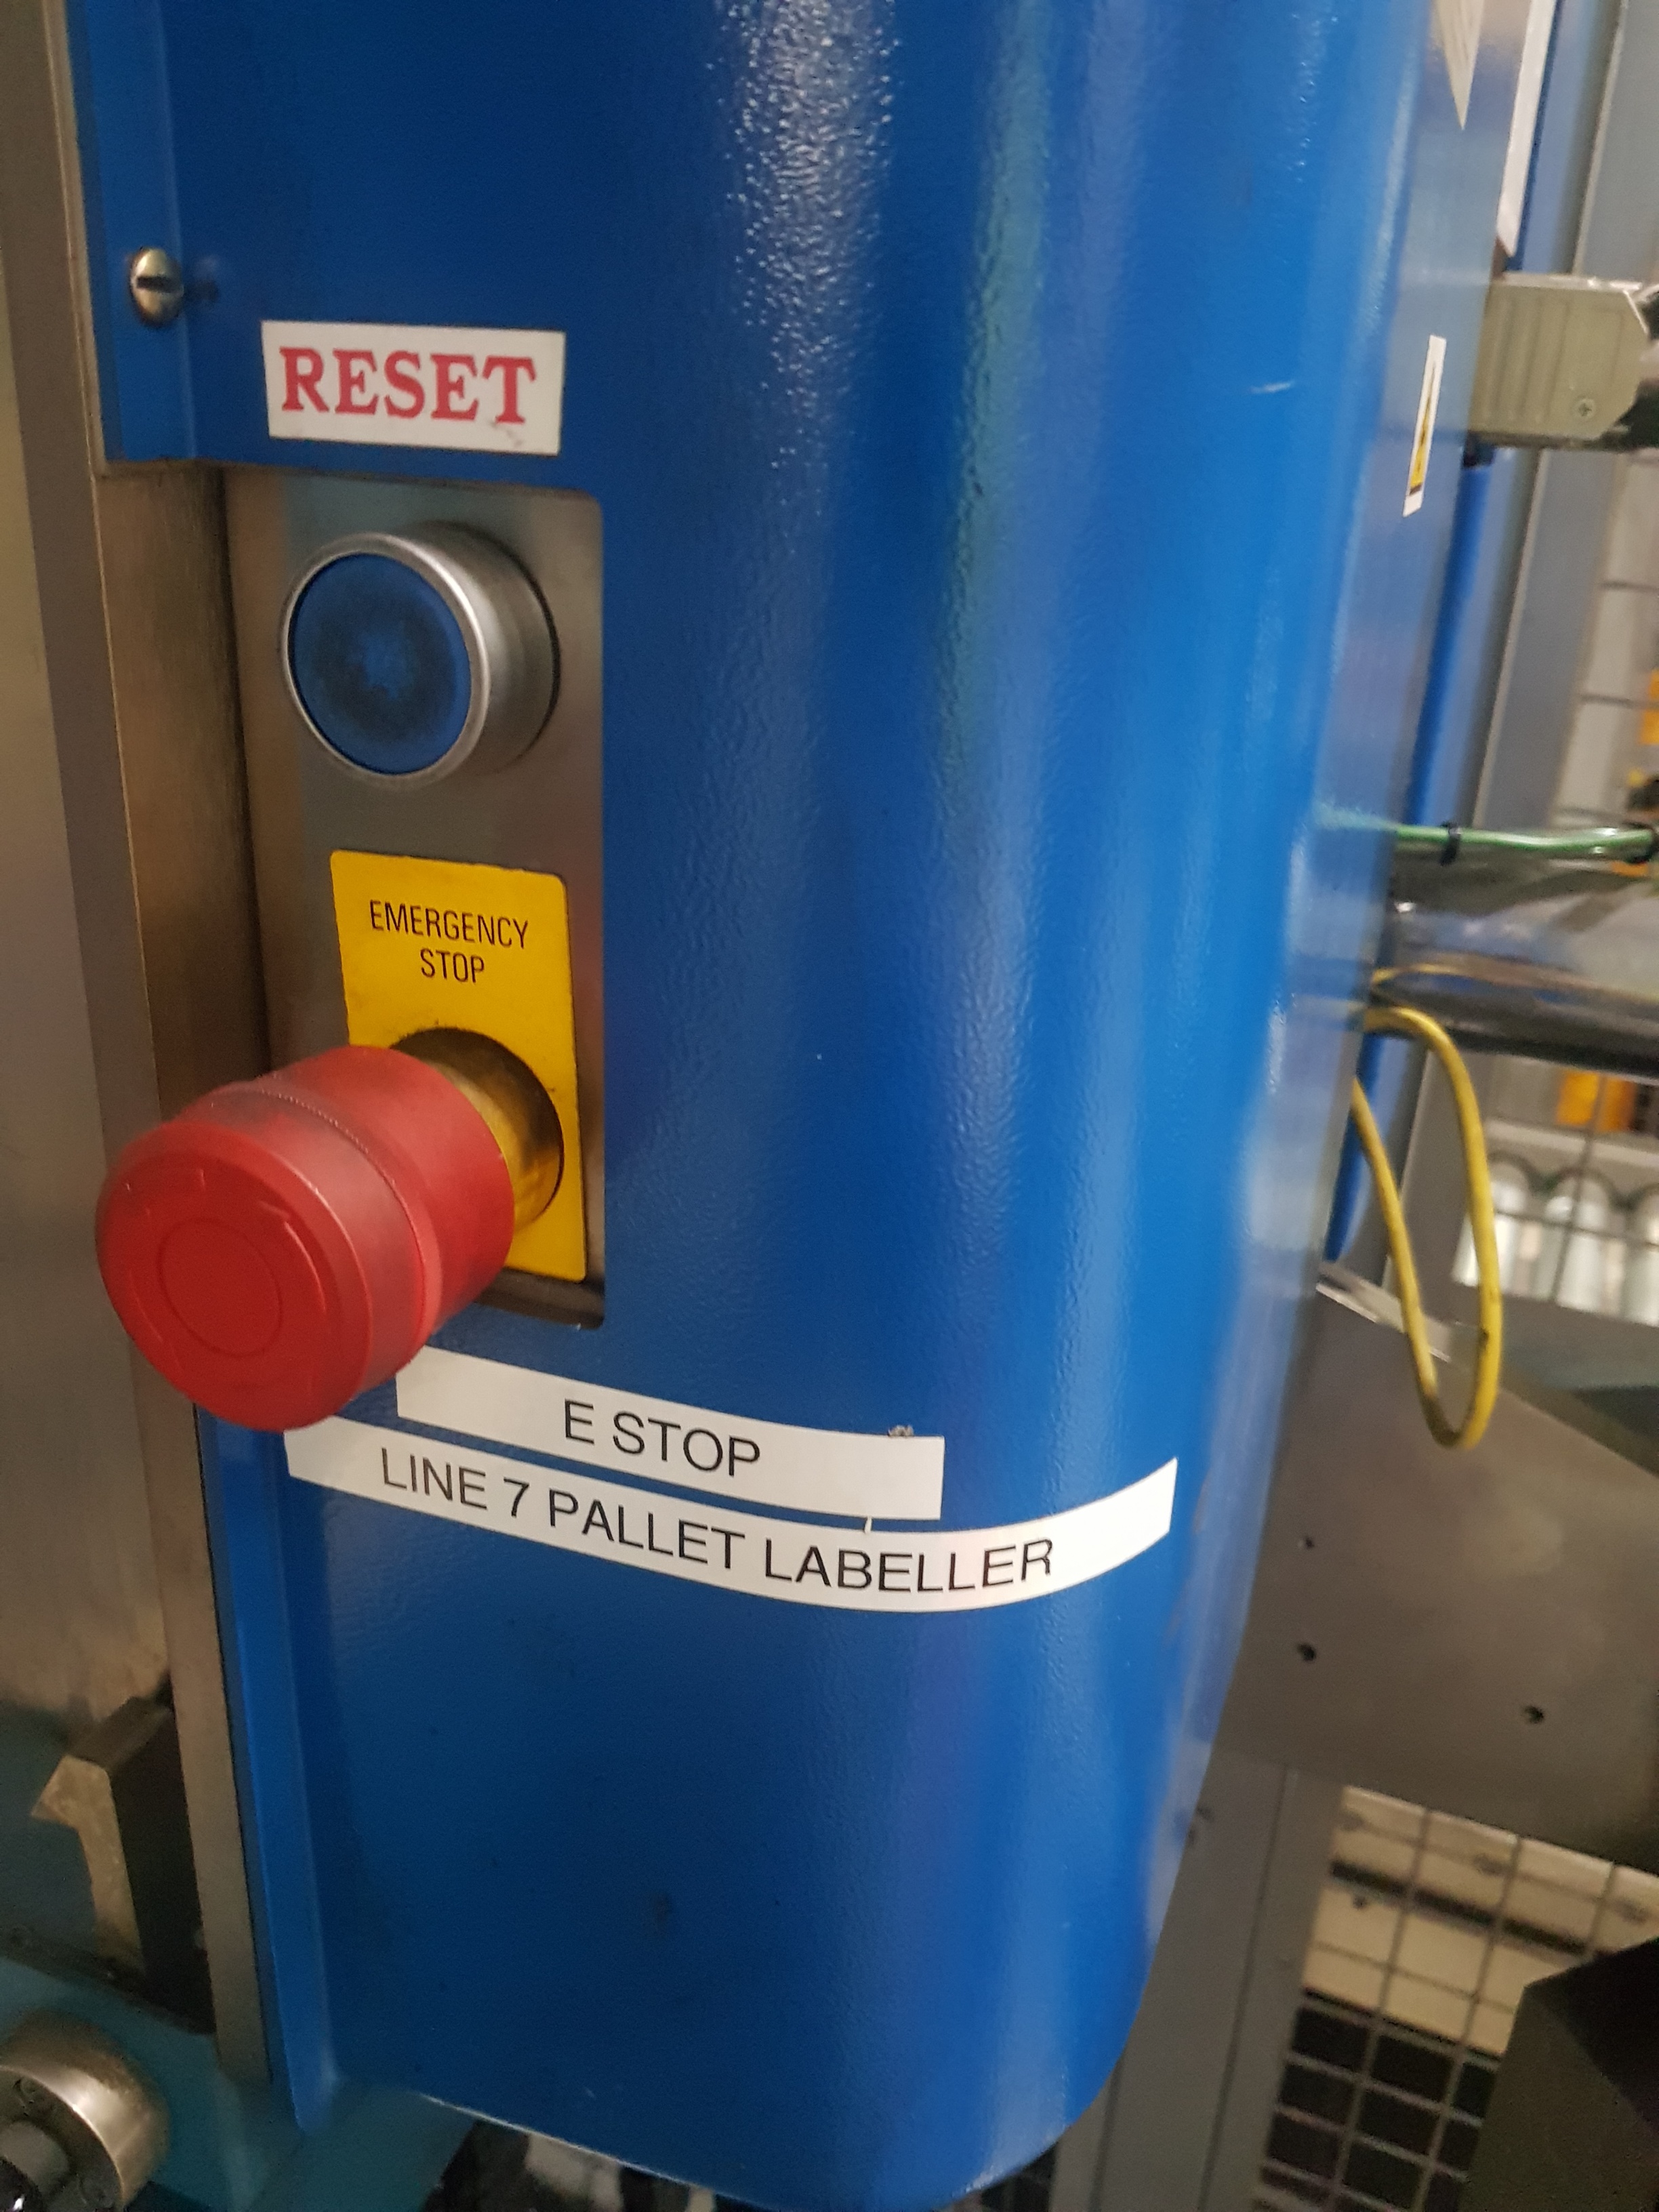 RESET
EMERGENCY
STOP
E STOP
LINE 7 PALLET LABELLER